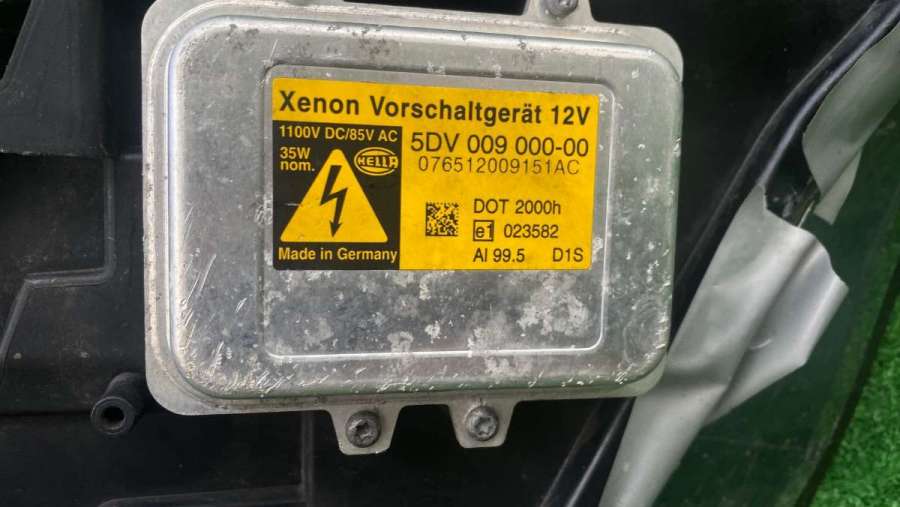 Xenon Vorschaltgerät 12V
1100V DC/85V AC
35W
nom.
HELLA
Made in Germany
5DV 009 000-00
076512009151AC
DOT 2000h
e1 023582
Al 99.5 D1S